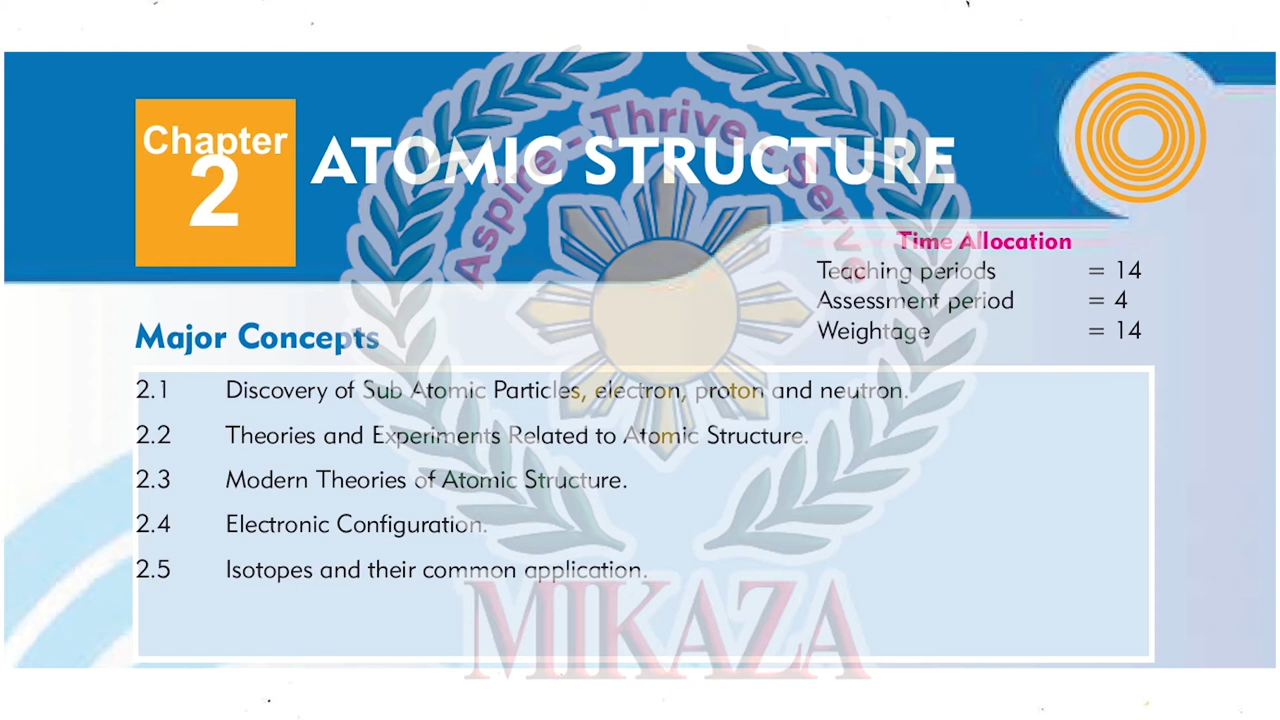 Chapter
2
ATOMIC STRUCTURE
Aspire - Thrive - Serve
Time Allocation
Teaching periods = 14
Assessment period = 4
Weightage = 14
Major Concepts
2.1 Discovery of Sub Atomic Particles, electron, proton and neutron.
2.2 Theories and Experiments Related to Atomic Structure.
2.3 Modern Theories of Atomic Structure.
2.4 Electronic Configuration.
2.5 Isotopes and their common application.
MIKAZA